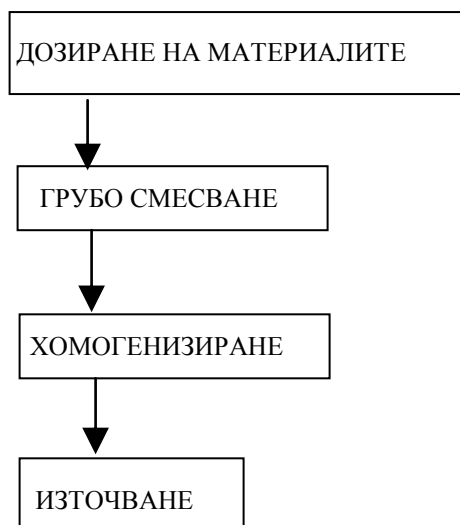 ДОЗИРАНЕ НА МАТЕРИАЛИТЕ
ГРУБО СМЕСВАНЕ
ХОМОГЕНИЗИРАНЕ
ИЗТОЧВАНЕ